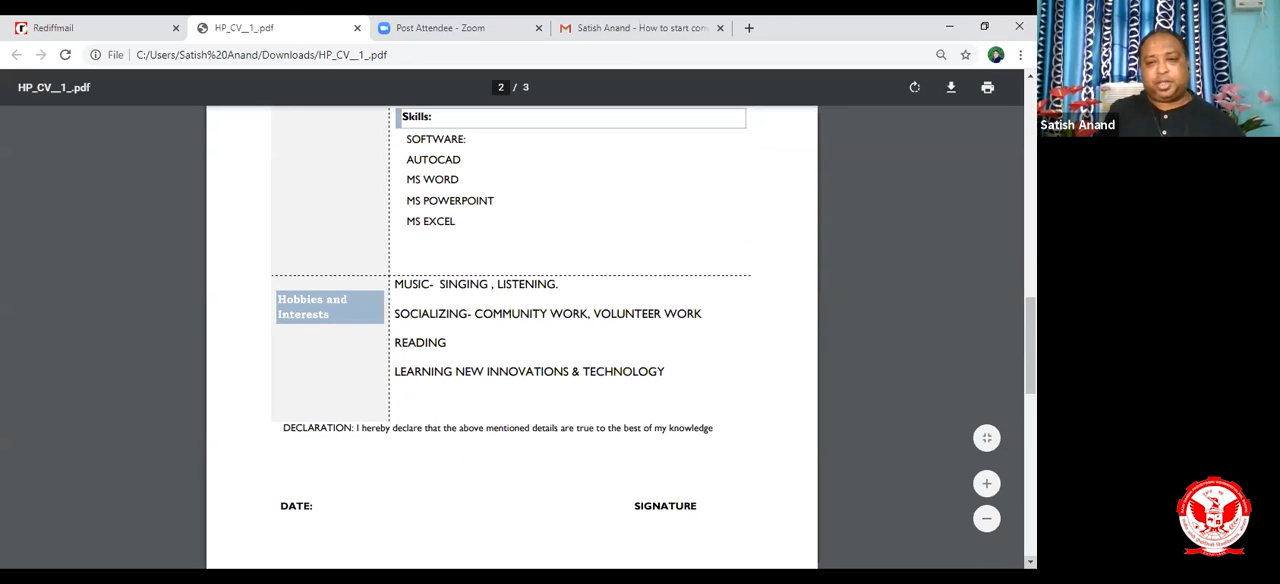 Rediffmail
HP_CV__1_.pdf
Post Attendee - Zoom
Satish Anand - How to start con
File
C:/Users/Satish%20Anand/Downloads/HP_CV__1_.pdf
HP_CV__1_.pdf
2 / 3
Satish Anand
Skills:
SOFTWARE:
AUTOCAD
MS WORD
MS POWERPOINT
MS EXCEL
Hobbies and
Interests
MUSIC- SINGING , LISTENING.
SOCIALIZING- COMMUNITY WORK, VOLUNTEER WORK
READING
LEARNING NEW INNOVATIONS & TECHNOLOGY
DECLARATION: I hereby declare that the above mentioned details are true to the best of my knowledge
DATE:
SIGNATURE